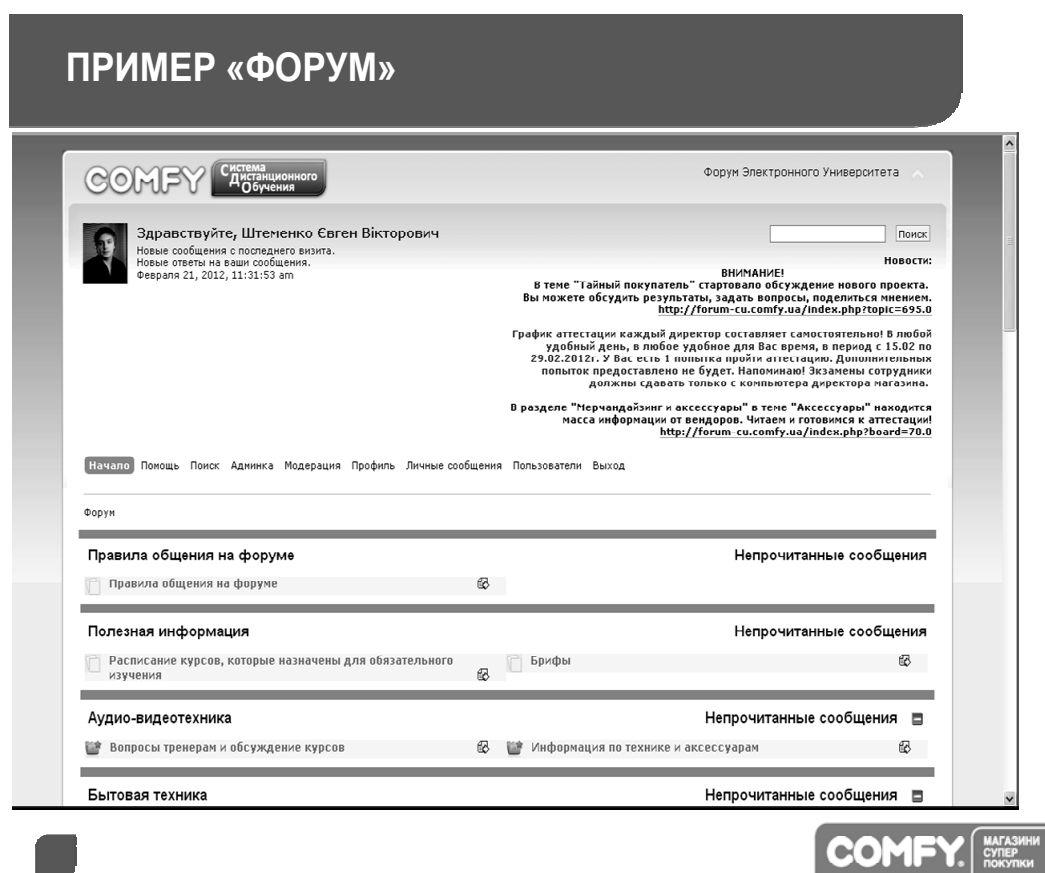 ПРИМЕР «ФОРУМ»
COMFY
Система
Дистанционного
Обучения
Форум Электронного Университета
Здравствуйте, Штеменко Євген Вікторович
Новые сообщения с последнего визита.
Новые ответы на ваши сообщения.
Февраля 21, 2012, 11:31:53 am
Поиск
Новости:
ВНИМАНИЕ!
В теме "Тайный покупатель" стартовало обсуждение нового проекта.
Вы можете обсудить результаты, задать вопросы, поделиться мнением.
http://forum-cu.comfy.ua/index.php?topic=695.0
График аттестации каждый директор составляет самостоятельно! В любой
удобный день, в любое удобное для Вас время, в период с 15.02 по
29.02.2012г. У Вас есть 1 попытка пройти аттестацию. Дополнительных
попыток предоставлено не будет. Напоминаю! Экзамены сотрудники
должны сдавать только с компьютера директора магазина.
В разделе "Мерчандайзинг и аксессуары" в теме "Аксессуары" находится
масса информации от вендоров. Читаем и готовимся к аттестации!
http://forum-cu.comfy.ua/index.php?board=70.0
Начало Помощь Поиск Админка Модерация Профиль Личные сообщения Пользователи Выход
Форум
Правила общения на форуме Непрочитанные сообщения
Правила общения на форуме
Полезная информация Непрочитанные сообщения
Расписание курсов, которые назначены для обязательного
изучения
Брифы
Аудио-видеотехника Непрочитанные сообщения
Вопросы тренерам и обсуждение курсов Информация по технике и аксессуарам
Бытовая техника Непрочитанные сообщения
COMFY.
МАГАЗИНИ
СУПЕР
ПОКУПКИ